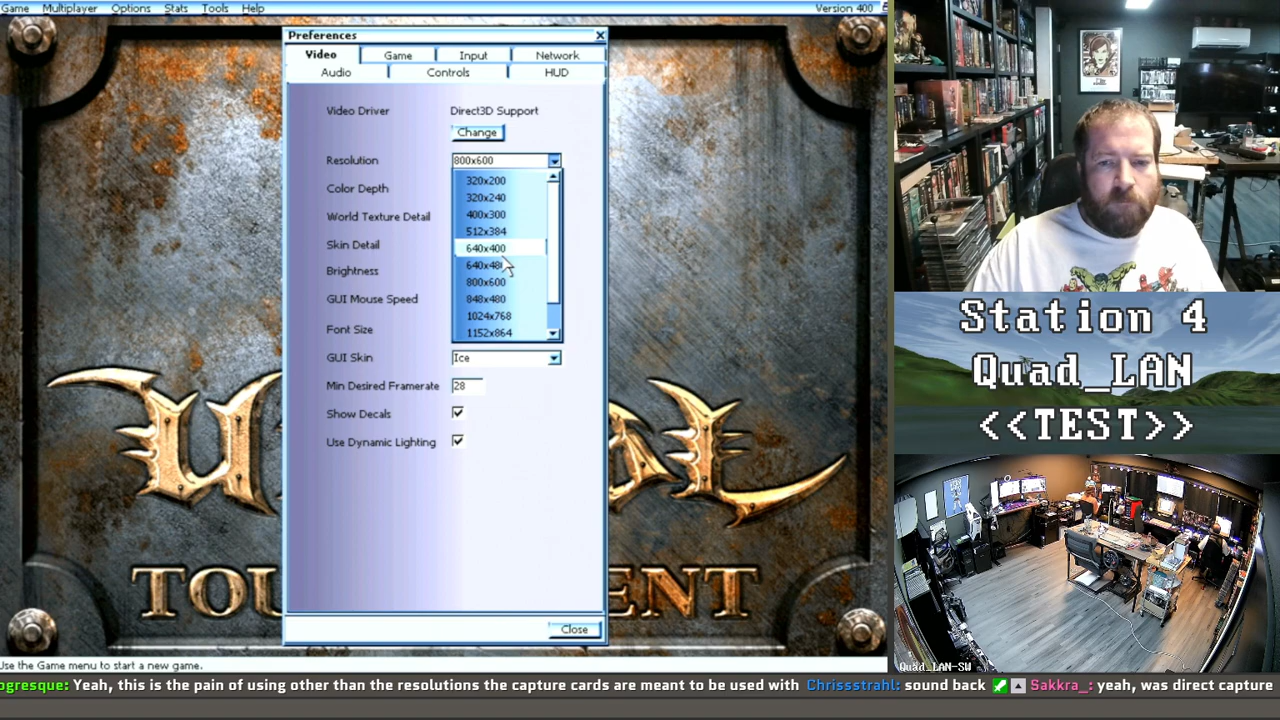 Game Multiplayer Options Stats Tools Help Version 400
Preferences
Video Game Input Network
Audio Controls HUD
Video Driver Direct3D Support
Change
Resolution 800x600
320x200
Color Depth
320x240
400x300
World Texture Detail
512x384
Skin Detail
640x400
640x480
Brightness
800x600
GUI Mouse Speed
848x480
1024x768
Font Size
1152x864
GUI Skin Ice
Min Desired Framerate 28
Show Decals
Use Dynamic Lighting
Close
Use the Game menu to start a new game.
Station 4
Quad_LAN
<<TEST>>
Quad_LAN-SW
ogresque: Yeah, this is the pain of using other than the resolutions the capture cards are meant to be used with Chrissstrahl: sound back Sakkra_: yeah, was direct capture